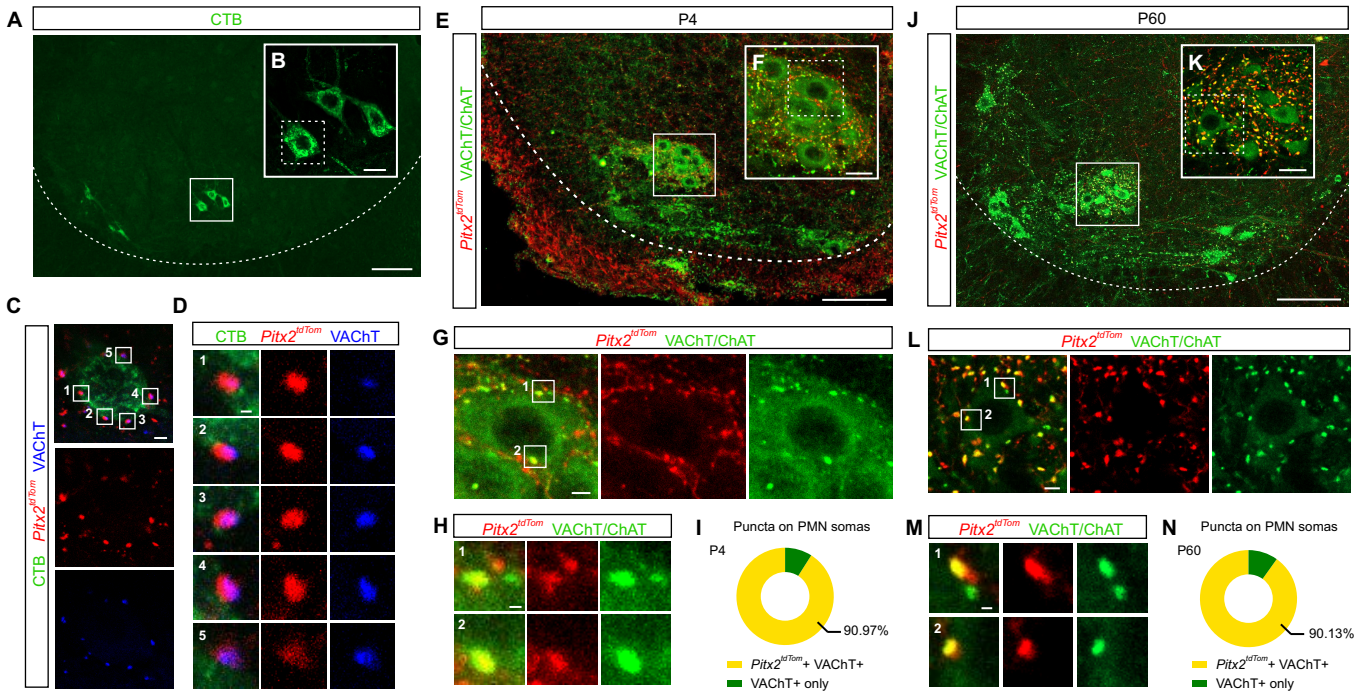 A
CTB
B
C
CTB Pitx2tdTom VAChT
1
2
3
4
5
D
CTB Pitx2tdTom VAChT
1
2
3
4
5
E
P4
Pitx2tdTom VAChT/ChAT
F
G
Pitx2tdTom VAChT/ChAT
1
2
H
Pitx2tdTom VAChT/ChAT
1
2
I
Puncta on PMN somas
P4
90.97%
Pitx2tdTom+ VAChT+
VAChT+ only
J
P60
Pitx2tdTom VAChT/ChAT
K
L
Pitx2tdTom VAChT/ChAT
1
2
M
Pitx2tdTom VAChT/ChAT
1
2
N
Puncta on PMN somas
P60
90.13%
Pitx2tdTom+ VAChT+
VAChT+ only